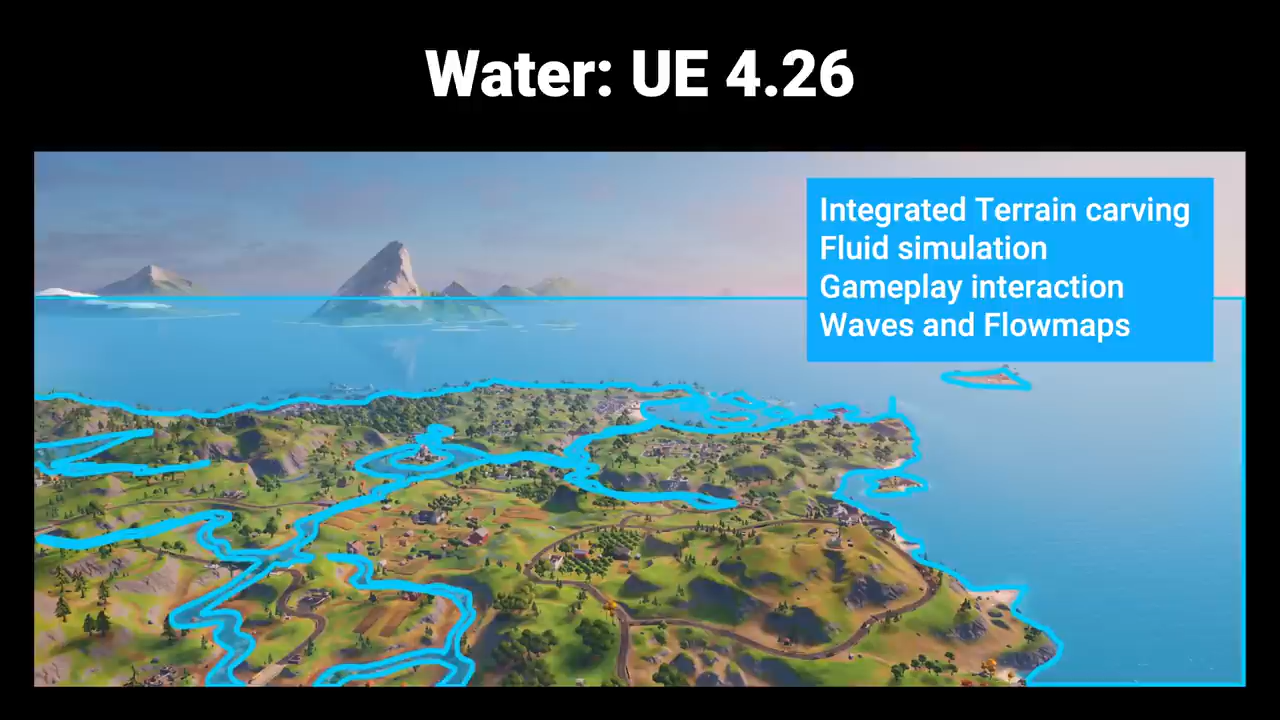 Water: UE 4.26
Integrated Terrain carving
Fluid simulation
Gameplay interaction
Waves and Flowmaps